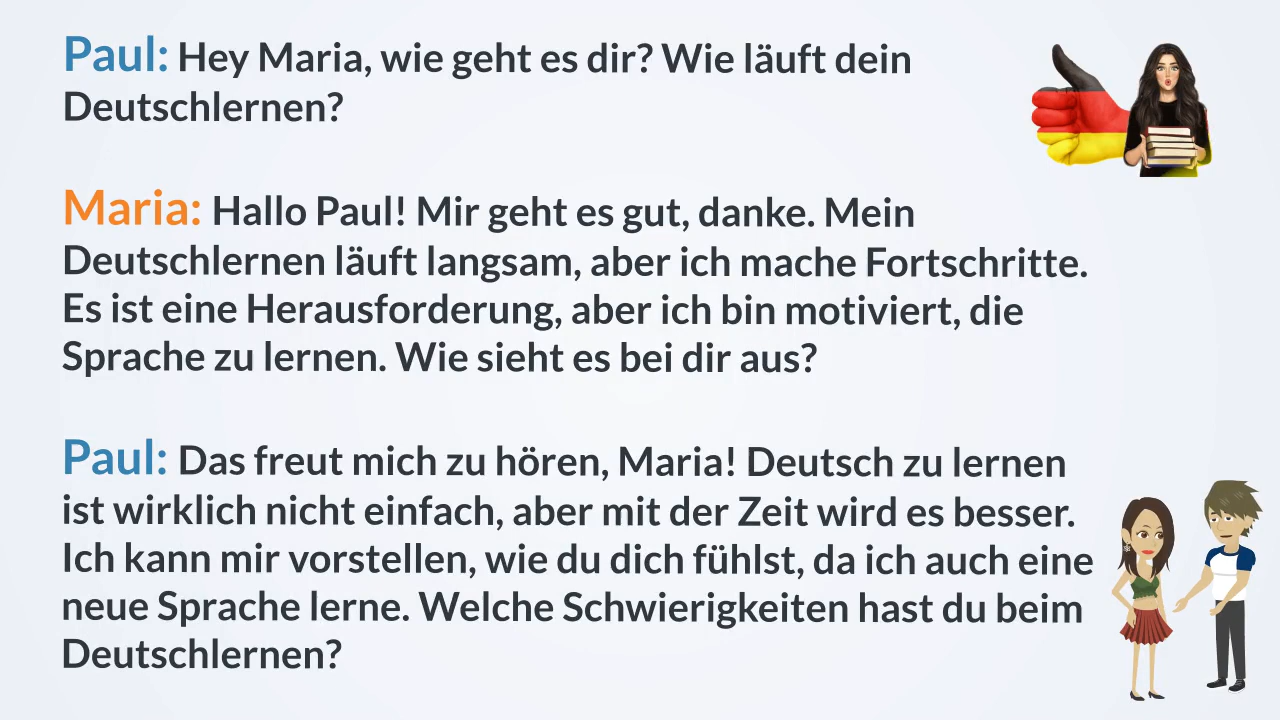 Paul: Hey Maria, wie geht es dir? Wie läuft dein
Deutschlernen?
Maria: Hallo Paul! Mir geht es gut, danke. Mein
Deutschlernen läuft langsam, aber ich mache Fortschritte.
Es ist eine Herausforderung, aber ich bin motiviert, die
Sprache zu lernen. Wie sieht es bei dir aus?
Paul: Das freut mich zu hören, Maria! Deutsch zu lernen
ist wirklich nicht einfach, aber mit der Zeit wird es besser.
Ich kann mir vorstellen, wie du dich fühlst, da ich auch eine
neue Sprache lerne. Welche Schwierigkeiten hast du beim
Deutschlernen?